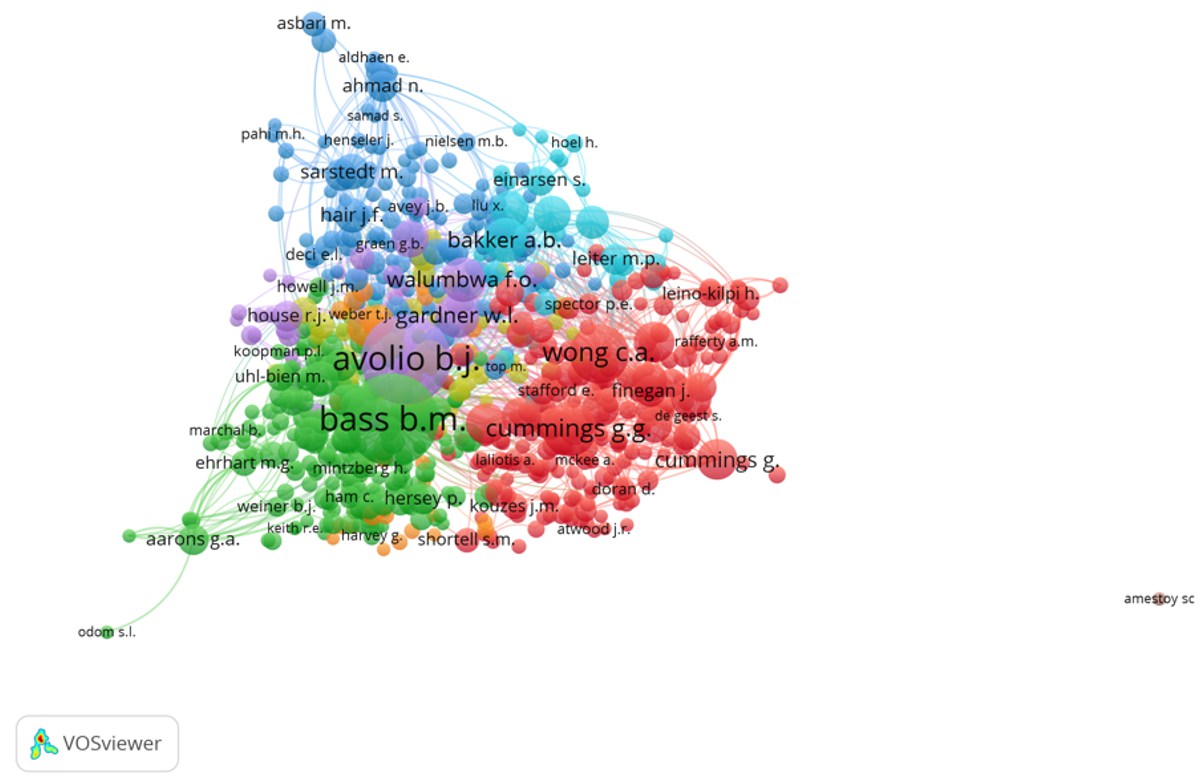 asbari m.
aldhaen e.
ahmad n.
samad s.
pahi m.h.
henseler j.
nielsen m.b.
hoel h.
sarstedt m.
einarsen s.
hair j.f.
avey j.b.
liu x.
graen g.b.
bakker a.b.
deci e.l.
leiter m.p.
walumbwa f.o.
howell j.m.
leino-kilpi h.
spector p.e.
house r.j.
weber t.j.
gardner w.l.
rafferty a.m.
koopman p.l.
avolio b.j.
wong c.a.
top m.
uhl-bien m.
stafford e.
finegan j.
bass b.m.
de geest s.
marchal b.
cummings g.g.
ehrhart m.g.
mintzberg h.
laliotis a.
mckee a.
cummings g.
doran d.
ham c.
hersey p.
weiner b.j.
kouzes j.m.
keith r.e.
atwood j.r.
aarons g.a.
harvey g.
shortell s.m.
amestoy sc
odom s.l.
VOSviewer